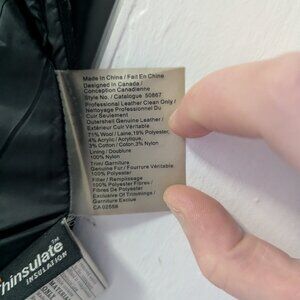 Made in China / Fait En Chine
Designed in Canada /
Conception Canadienne
Style No. / Catalogue 50867
Professional Leather Clean Only /
Nettoyage Professionnel Du
Cuir Seulement
Outershell Genuine Leather /
Extérieur Cuir Véritable
71% Wool / Laine, 19% Polyester,
4% Acrylic / Acrylique,
3% Cotton / Coton, 3% Nylon
Lining / Doublure
100% Nylon
Trim / Garniture
Genuine Fur / Fourrure Véritable
100% Polyester
Filler / Remplissage
100% Polyester Fibres /
Fibres De Polyester
Exclusive Of Trimmings /
Garniture Exclue
CA 02558
hinsulate™
INSULATION